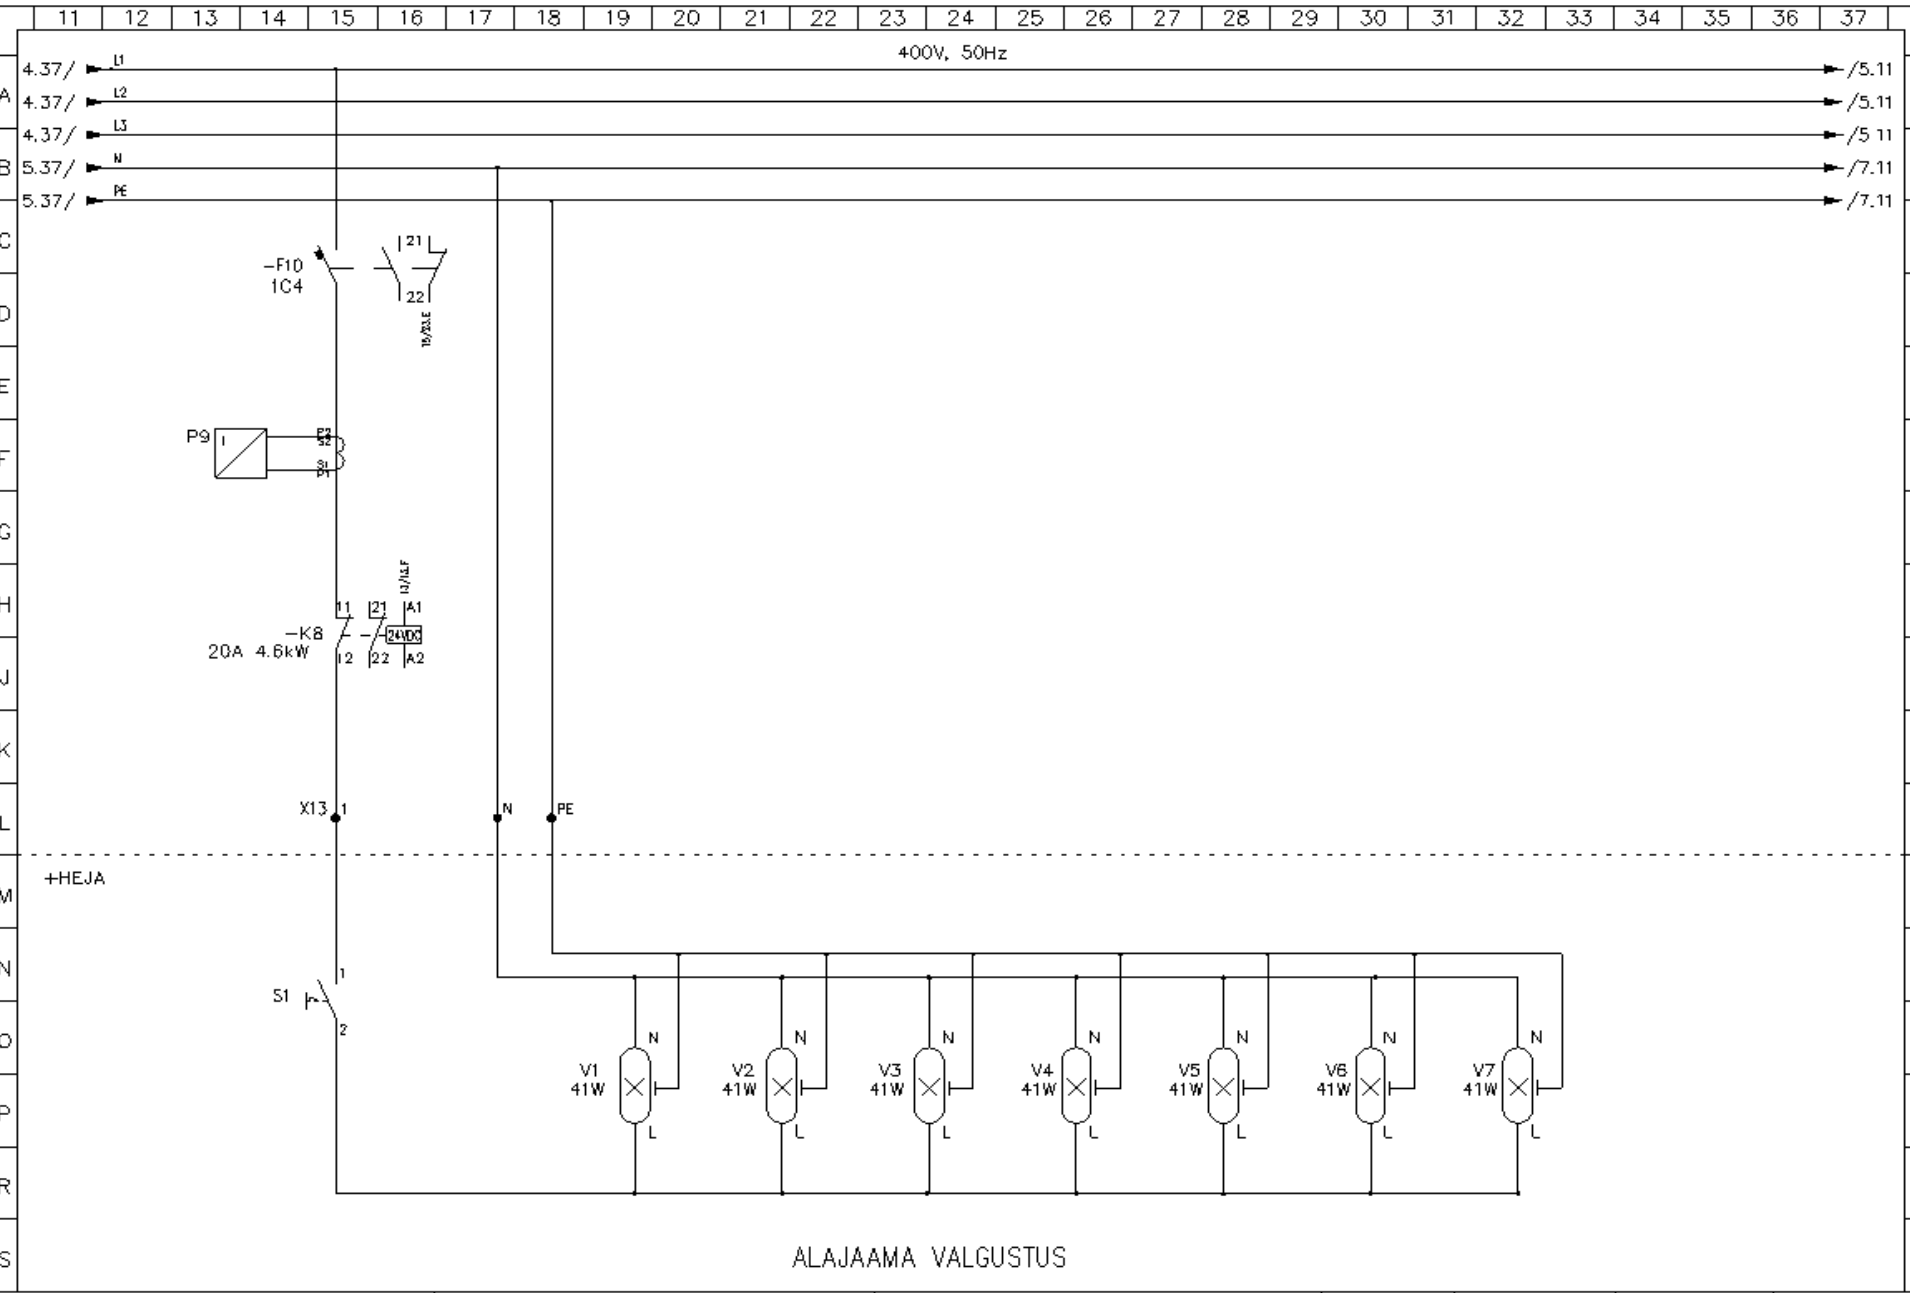 11 12 13 14 15 16 17 18 19 20 21 22 23 24 25 26 27 28 29 30 31 32 33 34 35 36 37
400V, 50Hz
4.37/ L1 /5.11
A
4.37/ L2 /5.11
4.37/ L3 /5 11
B
5.37/ N /7.11
5.37/ PE /7.11
C
21
-F10
1C4
22
D
E
P9 I
F
G
H
11 21 A1
-K8 24VDC
20A 4.6kW
12 22 A2
J
K
X13 1 N PE
L
+HEJA
M
N
1
S1
2
O
N N N N N N N
V1 V2 V3 V4 V5 V6 V7
41W 41W 41W 41W 41W 41W 41W
P
L L L L L L L
R
S
ALAJAAMA VALGUSTUS